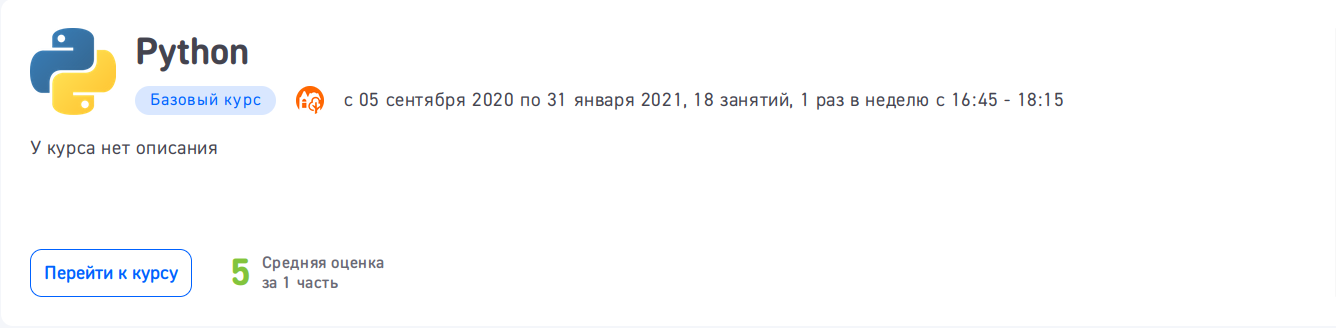 Python
Базовый курс
с 05 сентября 2020 по 31 января 2021, 18 занятий, 1 раз в неделю с 16:45 - 18:15
У курса нет описания
Перейти к курсу
5
Средняя оценка
за 1 часть